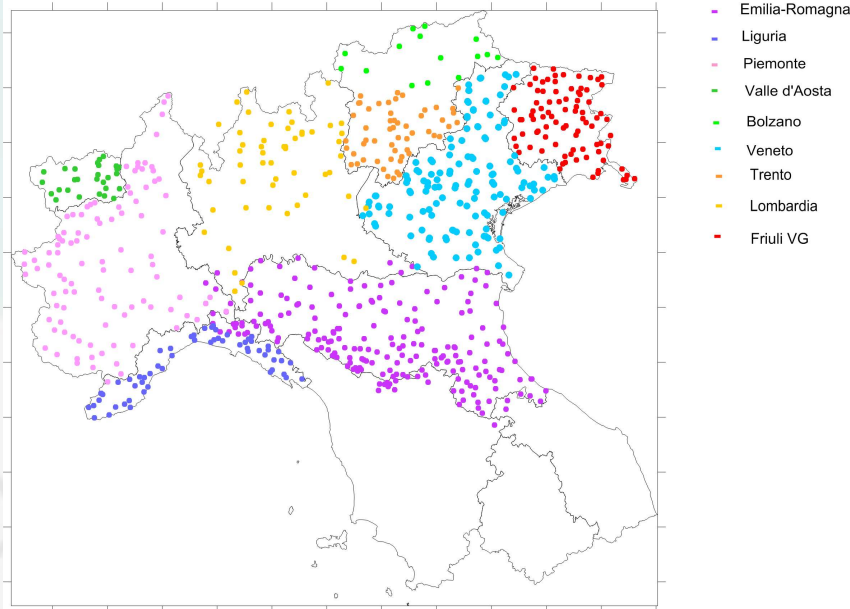 Emilia-Romagna
Liguria
Piemonte
Valle d'Aosta
Bolzano
Veneto
Trento
Lombardia
Friuli VG